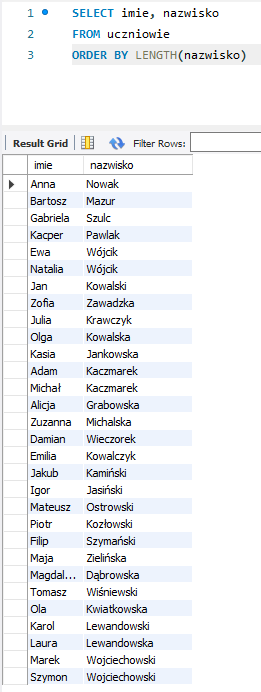 1 SELECT imie, nazwisko
2 FROM uczniowie
3 ORDER BY LENGTH(nazwisko)
Result Grid Filter Rows:
imie nazwisko
Anna Nowak
Bartosz Mazur
Gabriela Szulc
Kacper Pawlak
Ewa Wójcik
Natalia Wójcik
Jan Kowalski
Zofia Zawadzka
Julia Krawczyk
Olga Kowalska
Kasia Jankowska
Adam Kaczmarek
Michał Kaczmarek
Alicja Grabowska
Zuzanna Michalska
Damian Wieczorek
Emilia Kowalczyk
Jakub Kamiński
Igor Jasiński
Mateusz Ostrowski
Piotr Kozłowski
Filip Szymański
Maja Zielińska
Magdal... Dąbrowska
Tomasz Wiśniewski
Ola Kwiatkowska
Karol Lewandowski
Laura Lewandowska
Marek Wojciechowski
Szymon Wojciechowski